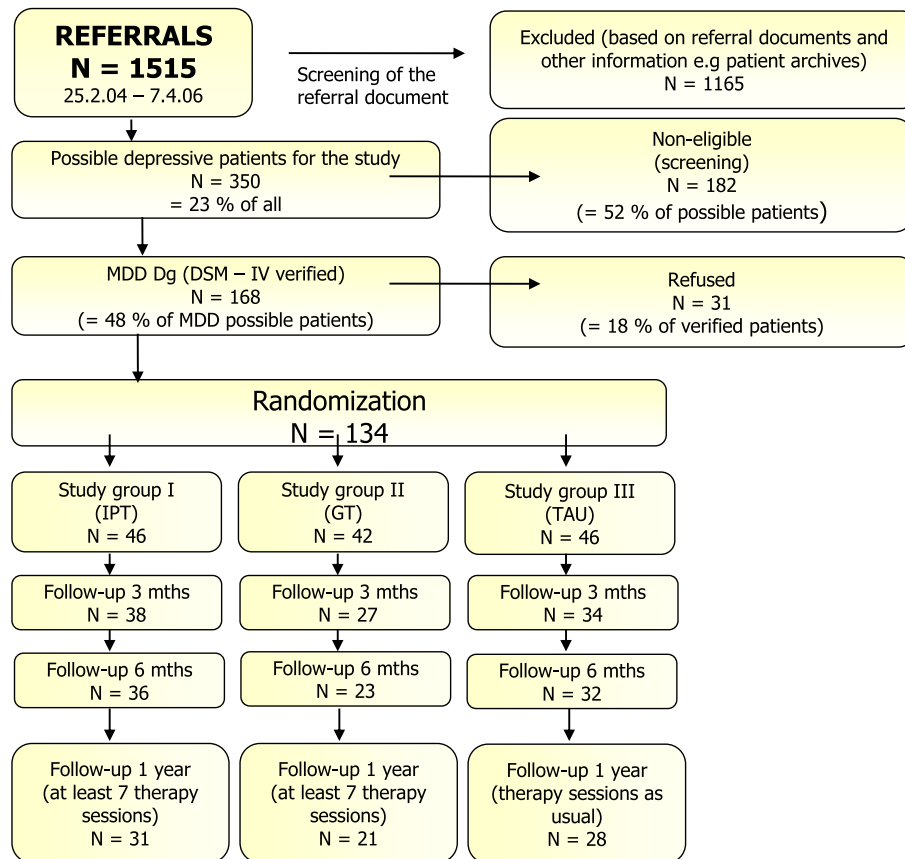 REFERRALS
N = 1515
25.2.04 – 7.4.06
Screening of the
referral document
Excluded (based on referral documents and
other information e.g patient archives)
N = 1165
Possible depressive patients for the study
N = 350
= 23 % of all
Non-eligible
(screening)
N = 182
(= 52 % of possible patients)
MDD Dg (DSM – IV verified)
N = 168
(= 48 % of MDD possible patients)
Refused
N = 31
(= 18 % of verified patients)
Randomization
N = 134
Study group I
(IPT)
N = 46
Study group II
(GT)
N = 42
Study group III
(TAU)
N = 46
Follow-up 3 mths
N = 38
Follow-up 3 mths
N = 27
Follow-up 3 mths
N = 34
Follow-up 6 mths
N = 36
Follow-up 6 mths
N = 23
Follow-up 6 mths
N = 32
Follow-up 1 year
(at least 7 therapy
sessions)
N = 31
Follow-up 1 year
(at least 7 therapy
sessions)
N = 21
Follow-up 1 year
(therapy sessions as
usual)
N = 28